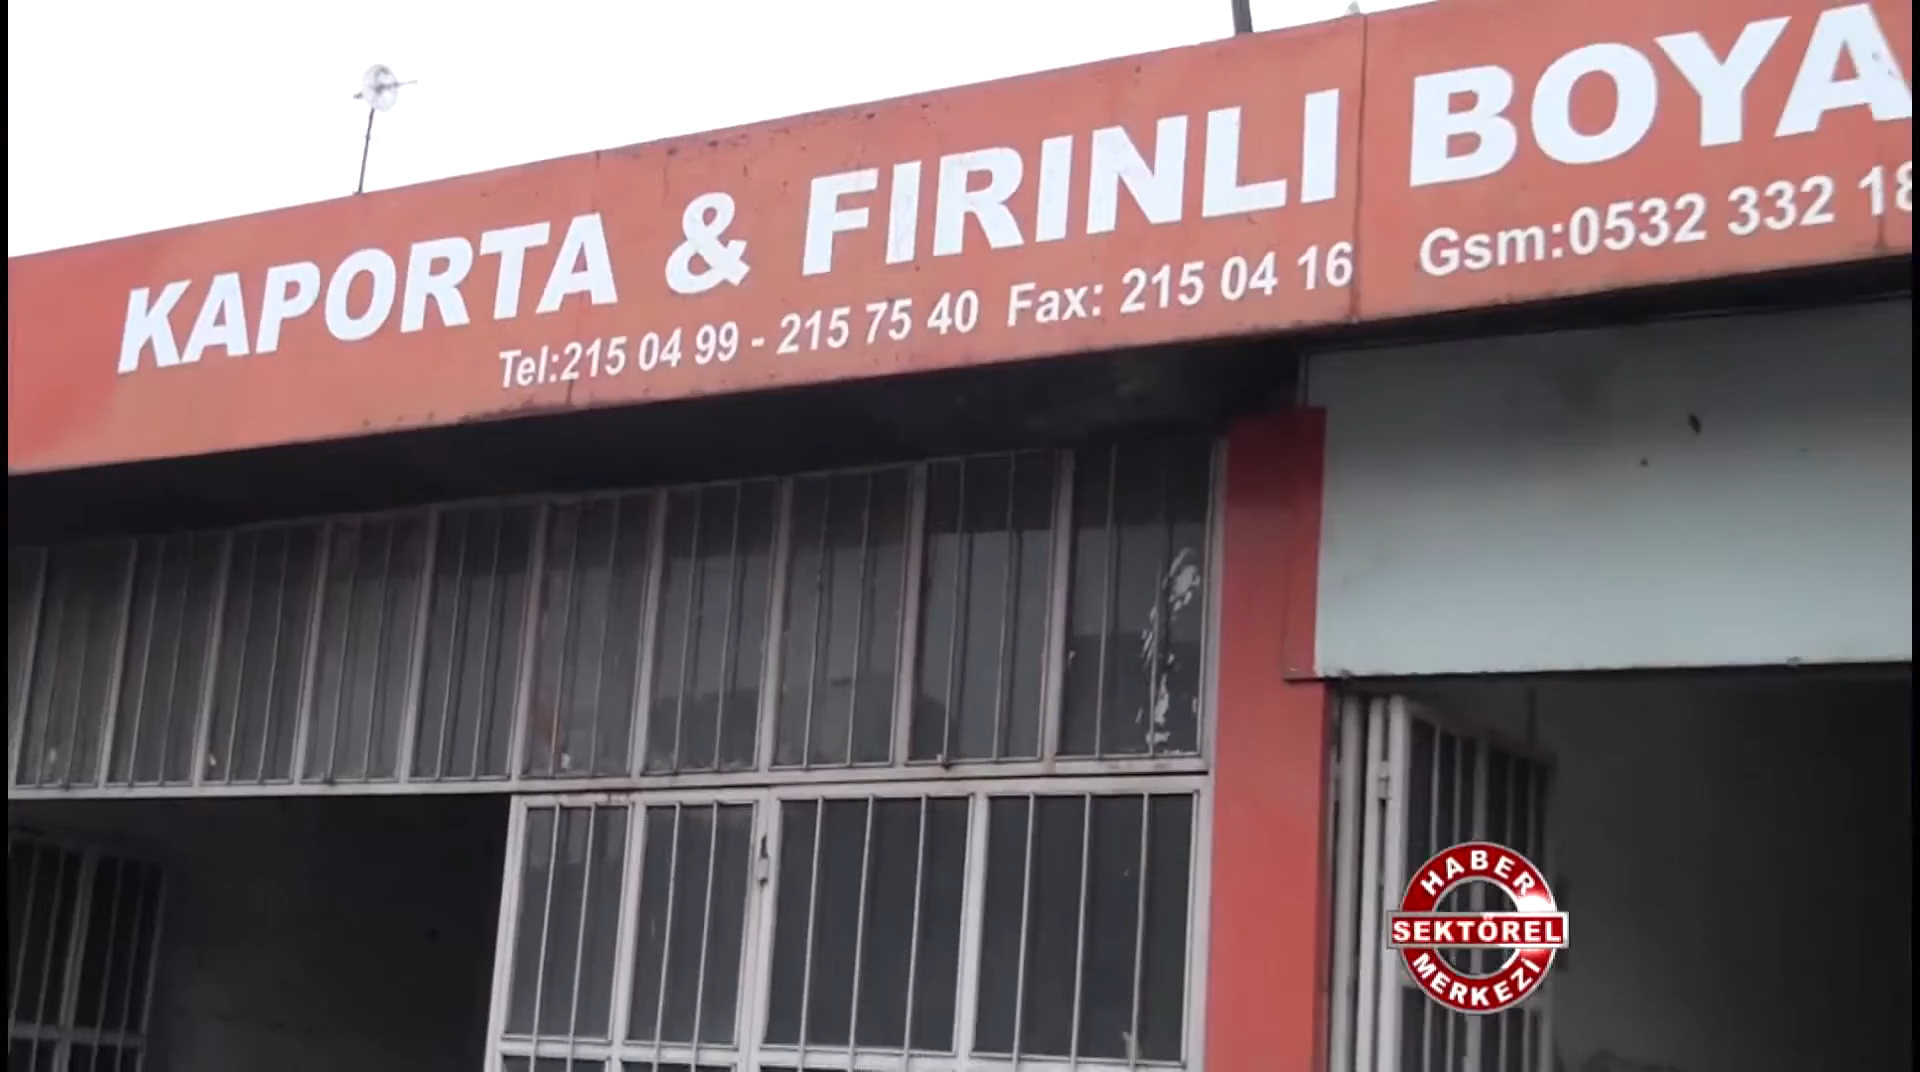 KAPORTA & FIRINLI BOYA
Tel:215 04 99 - 215 75 40 Fax: 215 04 16 Gsm:0532 332 18
HABER
SEKTÖREL
MERKEZİ